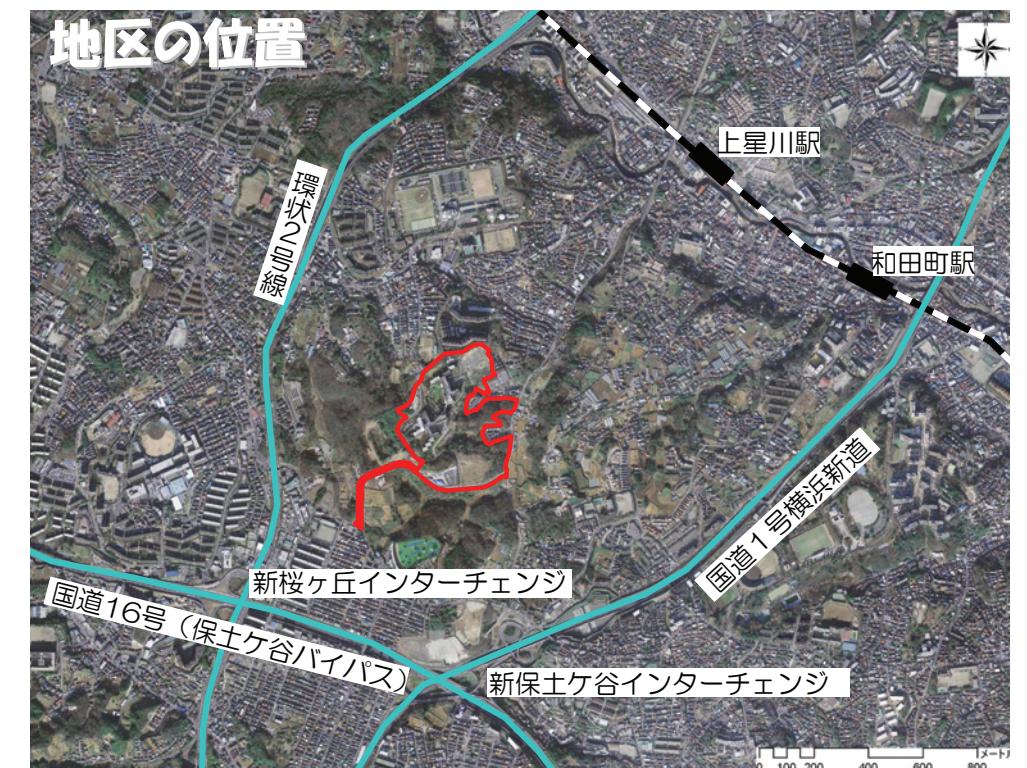 地区の位置
上星川駅
環状2号線
和田町駅
国道1号横浜新道
新桜ヶ丘インターチェンジ
国道16号（保土ケ谷バイパス）
新保土ケ谷インターチェンジ
メートル
0 100 200 400 600 800